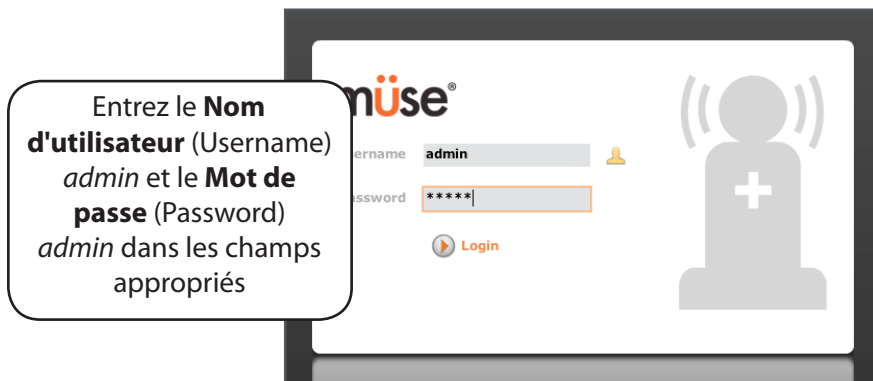 Entrez le Nom
d'utilisateur (Username)
admin et le Mot de
passe (Password)
admin dans les champs
appropriés
müse®
ername admin
ssword *****
Login